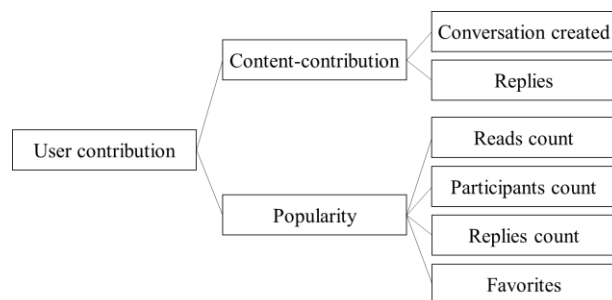 Conversation created
Content-contribution
Replies
User contribution
Reads count
Participants count
Popularity
Replies count
Favorites